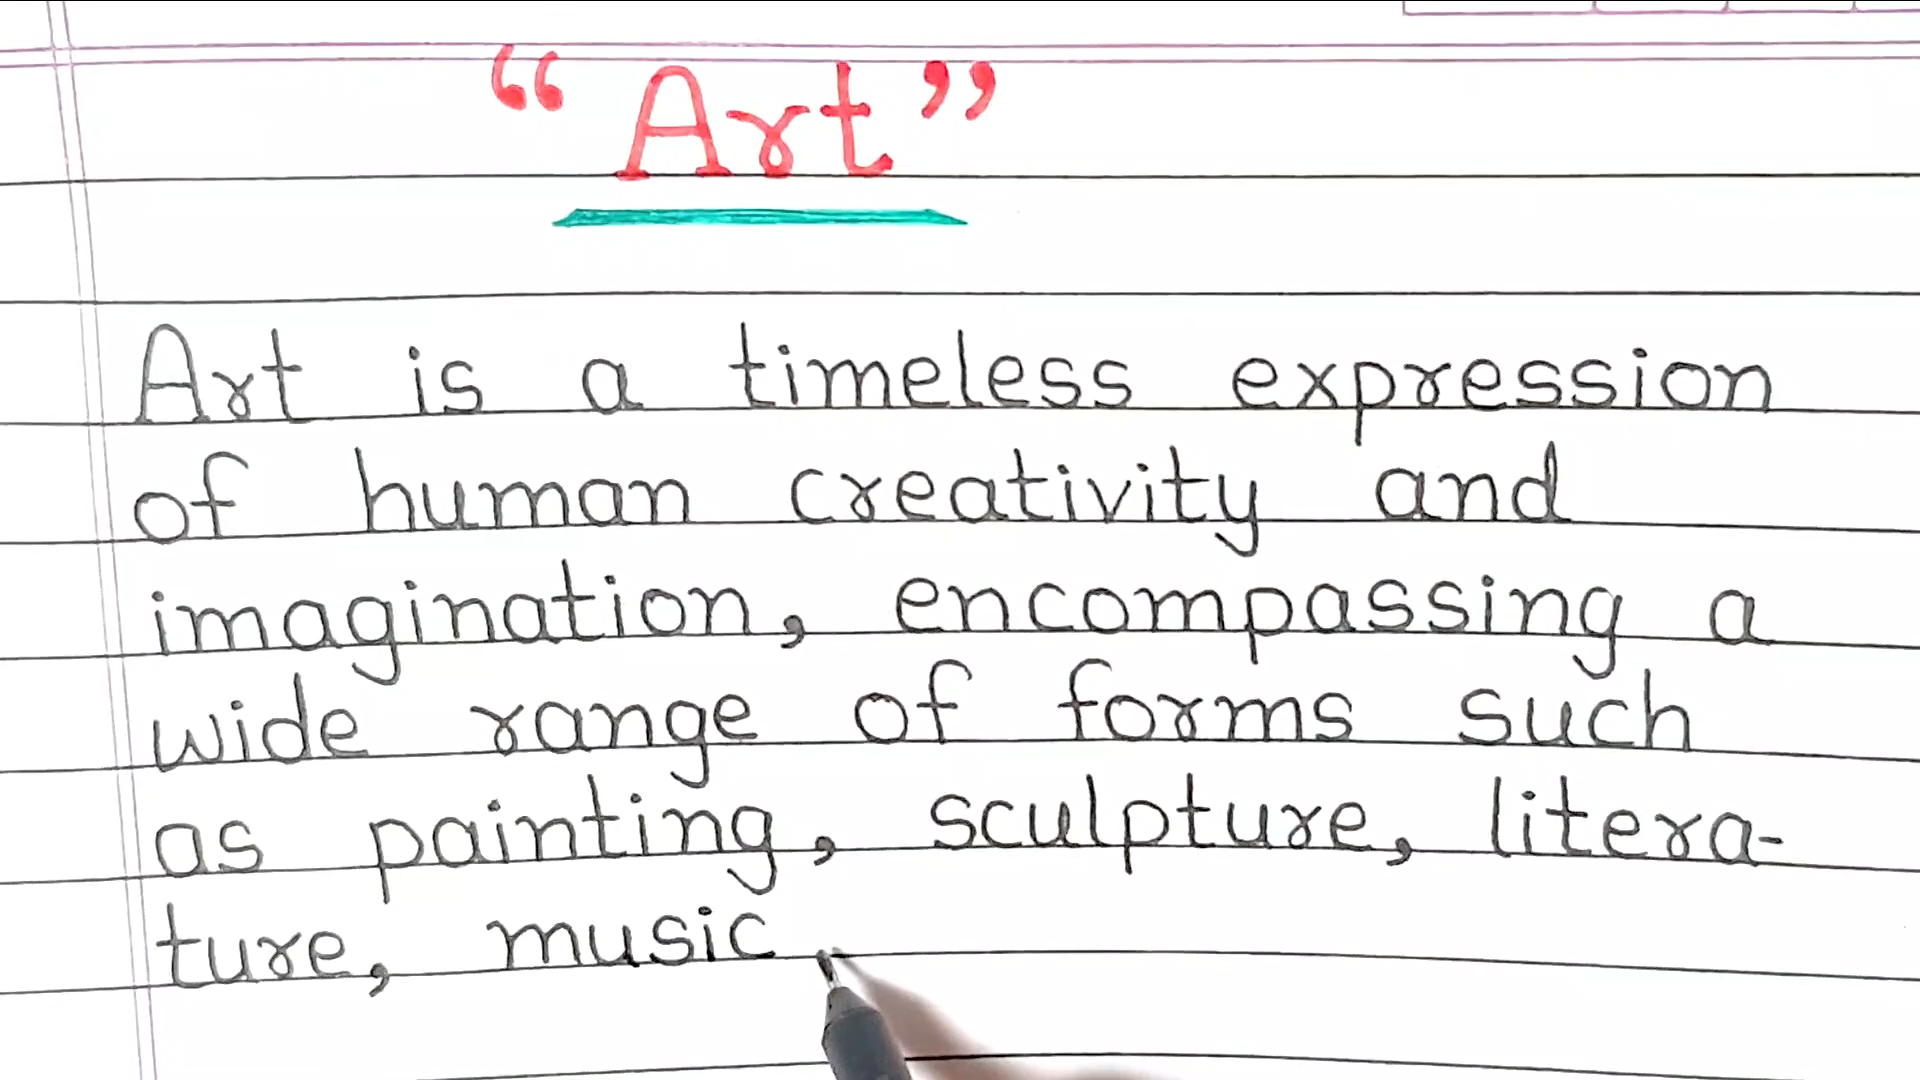 “Art”
Art is a timeless expression
of human creativity and
imagination, encompassing a
wide range of forms such
as painting, sculpture, litera-
ture, music